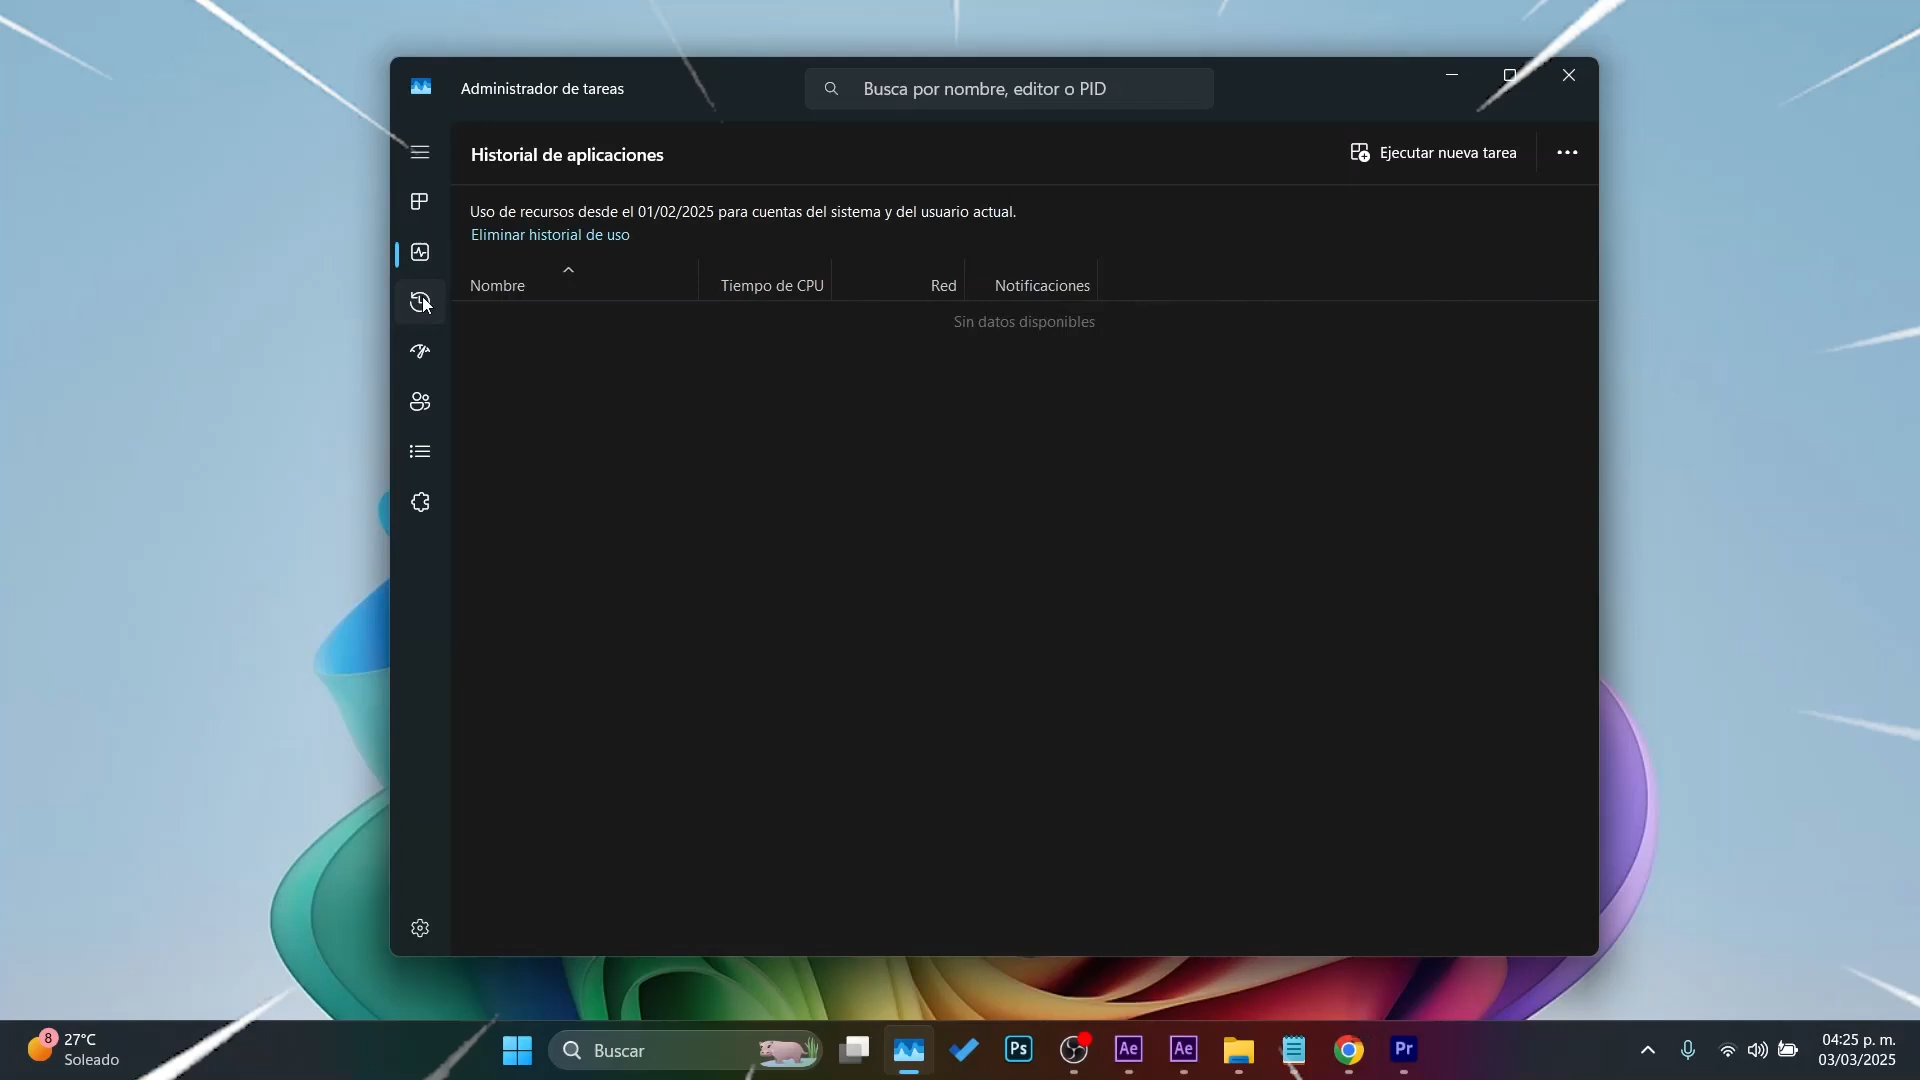 Administrador de tareas
Busca por nombre, editor o PID
Historial de aplicaciones
Ejecutar nueva tarea
Uso de recursos desde el 01/02/2025 para cuentas del sistema y del usuario actual.
Eliminar historial de uso
Nombre
Tiempo de CPU
Red
Notificaciones
Sin datos disponibles
8
27°C
Soleado
Buscar
Ps
Ae
Ae
Pr
04:25 p. m.
03/03/2025